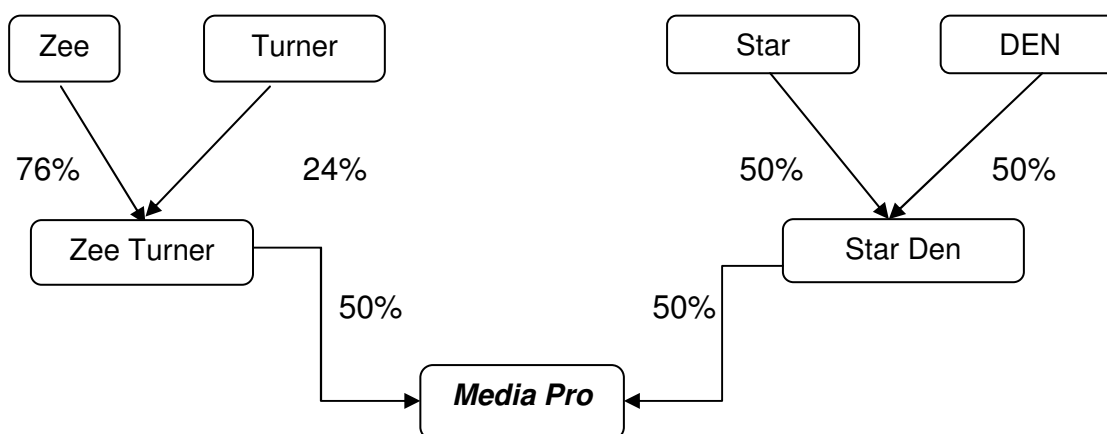 Zee
Turner
Star
DEN
76%
24%
50%
50%
Zee Turner
Star Den
50%
50%
Media Pro